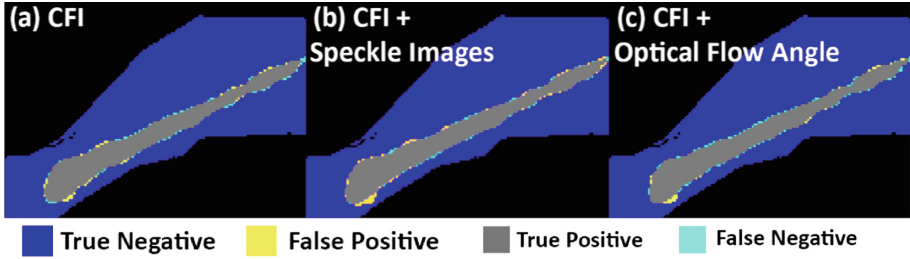 (a) CFI
(b) CFI +
Speckle Images
(c) CFI +
Optical Flow Angle
True Negative
False Positive
True Positive
False Negative